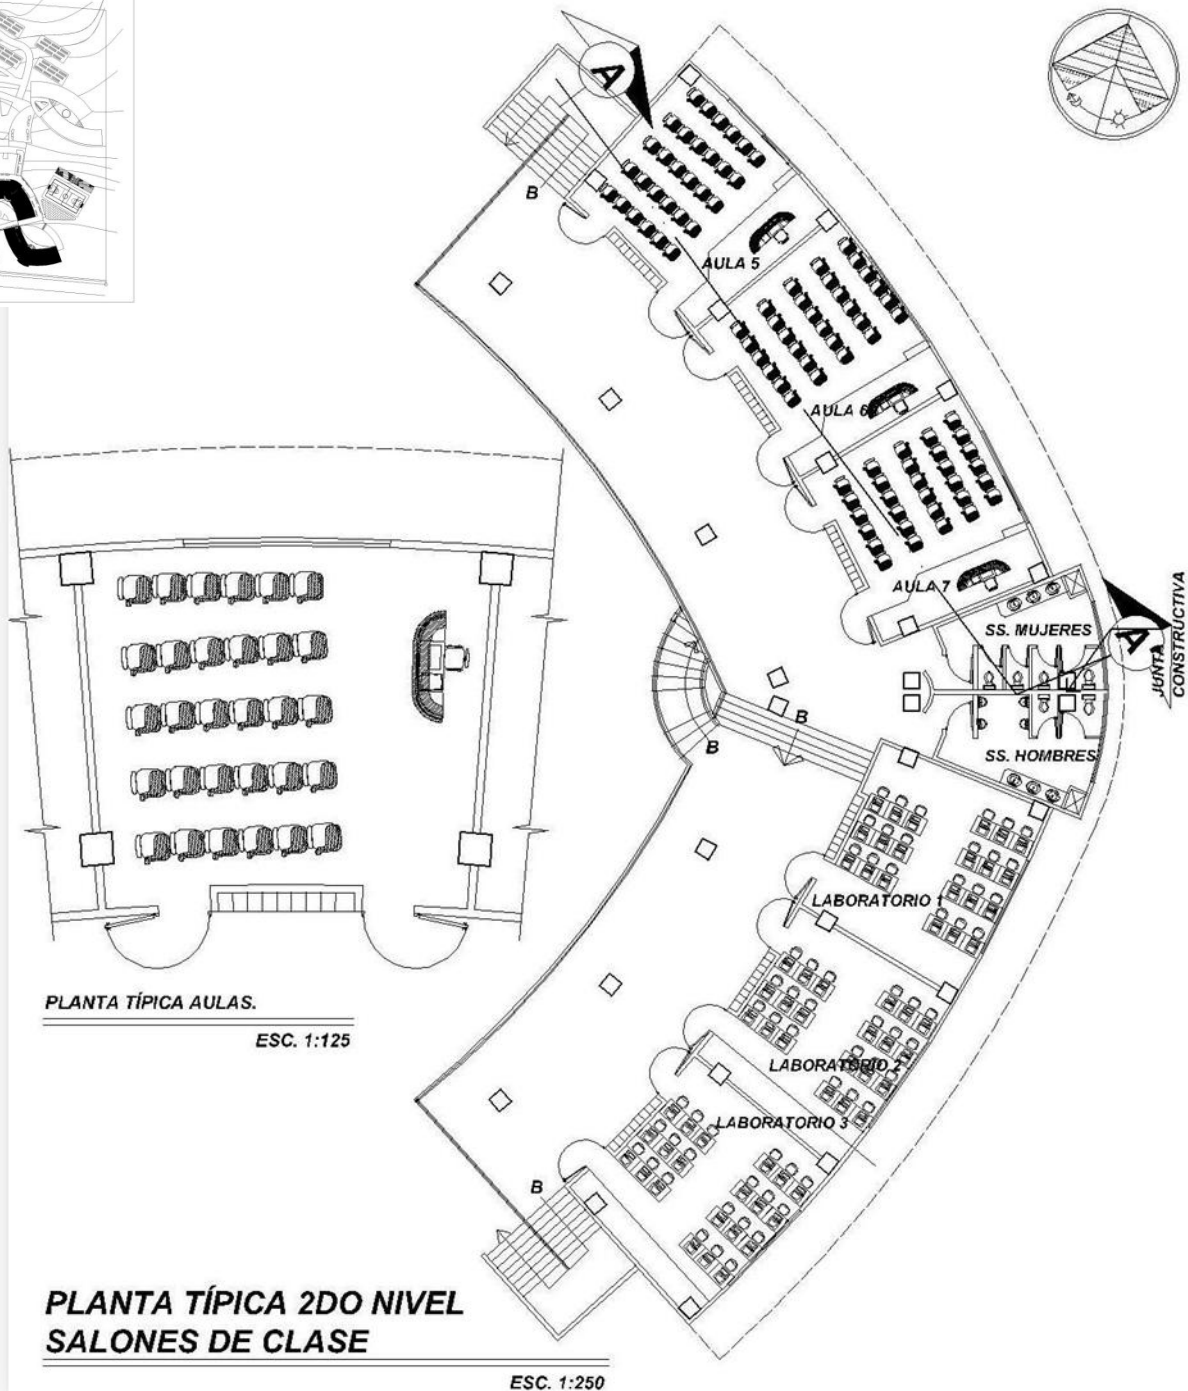 A
B
AULA 5
AULA 6
AULA 7
SS. MUJERES
A
JUNTA
CONSTRUCTIVA
B
B
SS. HOMBRES
LABORATORIO 1
PLANTA TÍPICA AULAS.
ESC. 1:125
LABORATORIO 2
LABORATORIO 3
B
PLANTA TÍPICA 2DO NIVEL
SALONES DE CLASE
ESC. 1:250